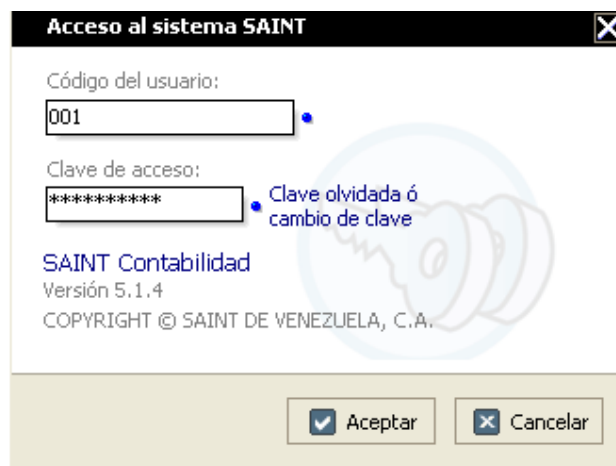 Acceso al sistema SAINT
Código del usuario:
001
Clave de acceso:
**********
Clave olvidada ó
cambio de clave
SAINT Contabilidad
Versión 5.1.4
COPYRIGHT © SAINT DE VENEZUELA, C.A.
Aceptar
Cancelar